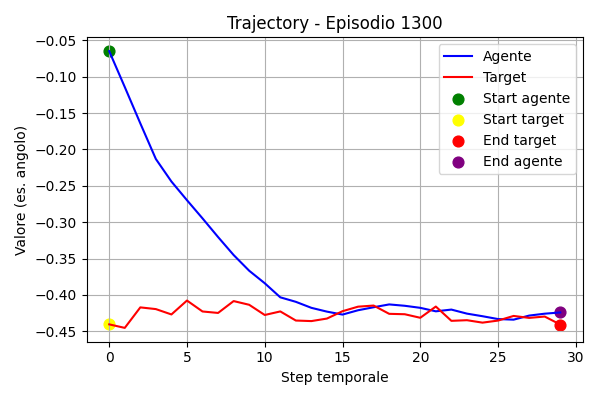 Trajectory - Episodio 1300
Agente
Target
Start agente
Start target
End target
End agente
Valore (es. angolo)
−0.05
−0.10
−0.15
−0.20
−0.25
−0.30
−0.35
−0.40
−0.45
0 5 10 15 20 25 30
Step temporale